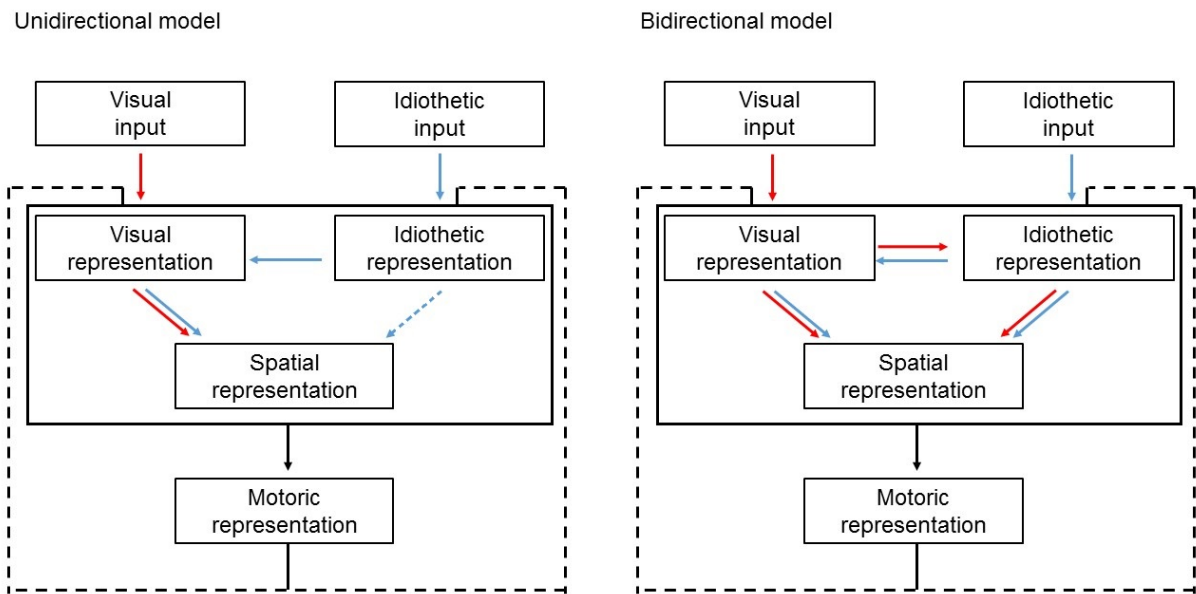 Unidirectional model
Visual
input
Idiothetic
input
Visual
representation
Idiothetic
representation
Spatial
representation
Motoric
representation
Bidirectional model
Visual
input
Idiothetic
input
Visual
representation
Idiothetic
representation
Spatial
representation
Motoric
representation